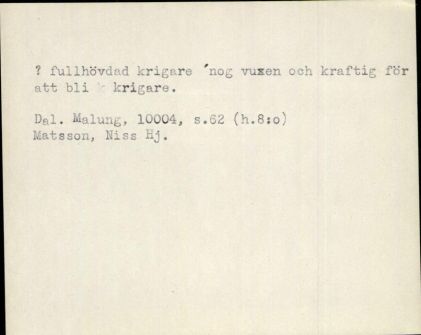 ? fullhövdad krigare ´nog vuxen och kraftig för
att bli krigare.
Dal. Malung, 10004, s.62 (h.8:o)
Matsson, Niss Hj.